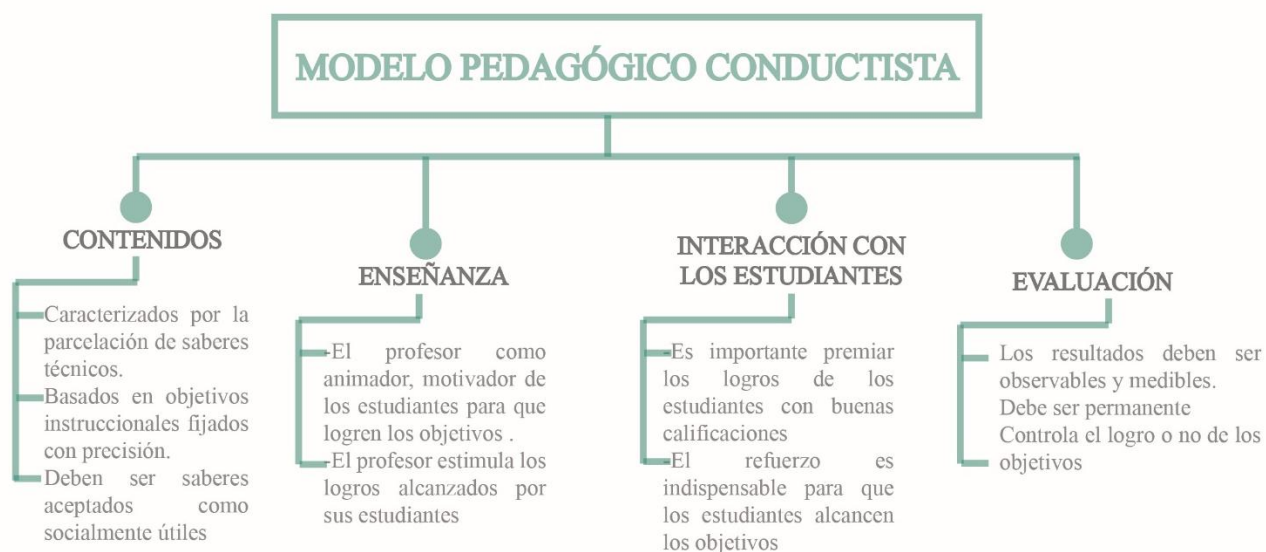 MODELO PEDAGÓGICO CONDUCTISTA
CONTENIDOS
Caracterizados por la
parcelación de saberes
técnicos.
Basados en objetivos
instruccionales fijados
con precisión.
Deben ser saberes
aceptados como
socialmente útiles
ENSEÑANZA
-El profesor como
animador, motivador de
los estudiantes para que
logren los objetivos .
-El profesor estimula los
logros alcanzados por
sus estudiantes
INTERACCIÓN CON
LOS ESTUDIANTES
-Es importante premiar
los logros de los
estudiantes con buenas
calificaciones
-El refuerzo es
indispensable para que
los estudiantes alcancen
los objetivos
EVALUACIÓN
Los resultados deben ser
observables y medibles.
Debe ser permanente
Controla el logro o no de los
objetivos